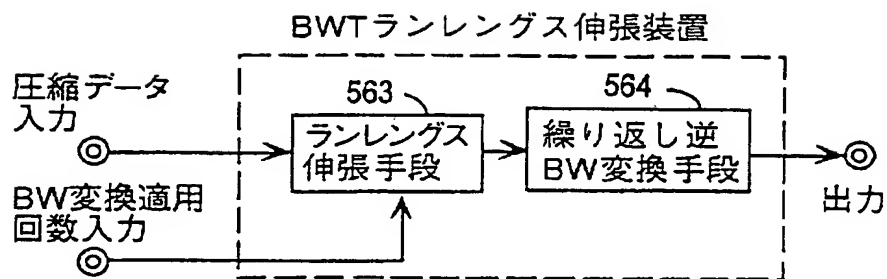 BWTランレングス伸張装置
圧縮データ
入力
563
ランレングス
伸張手段
564
繰り返し逆
BW変換手段
出力
BW変換適用
回数入力